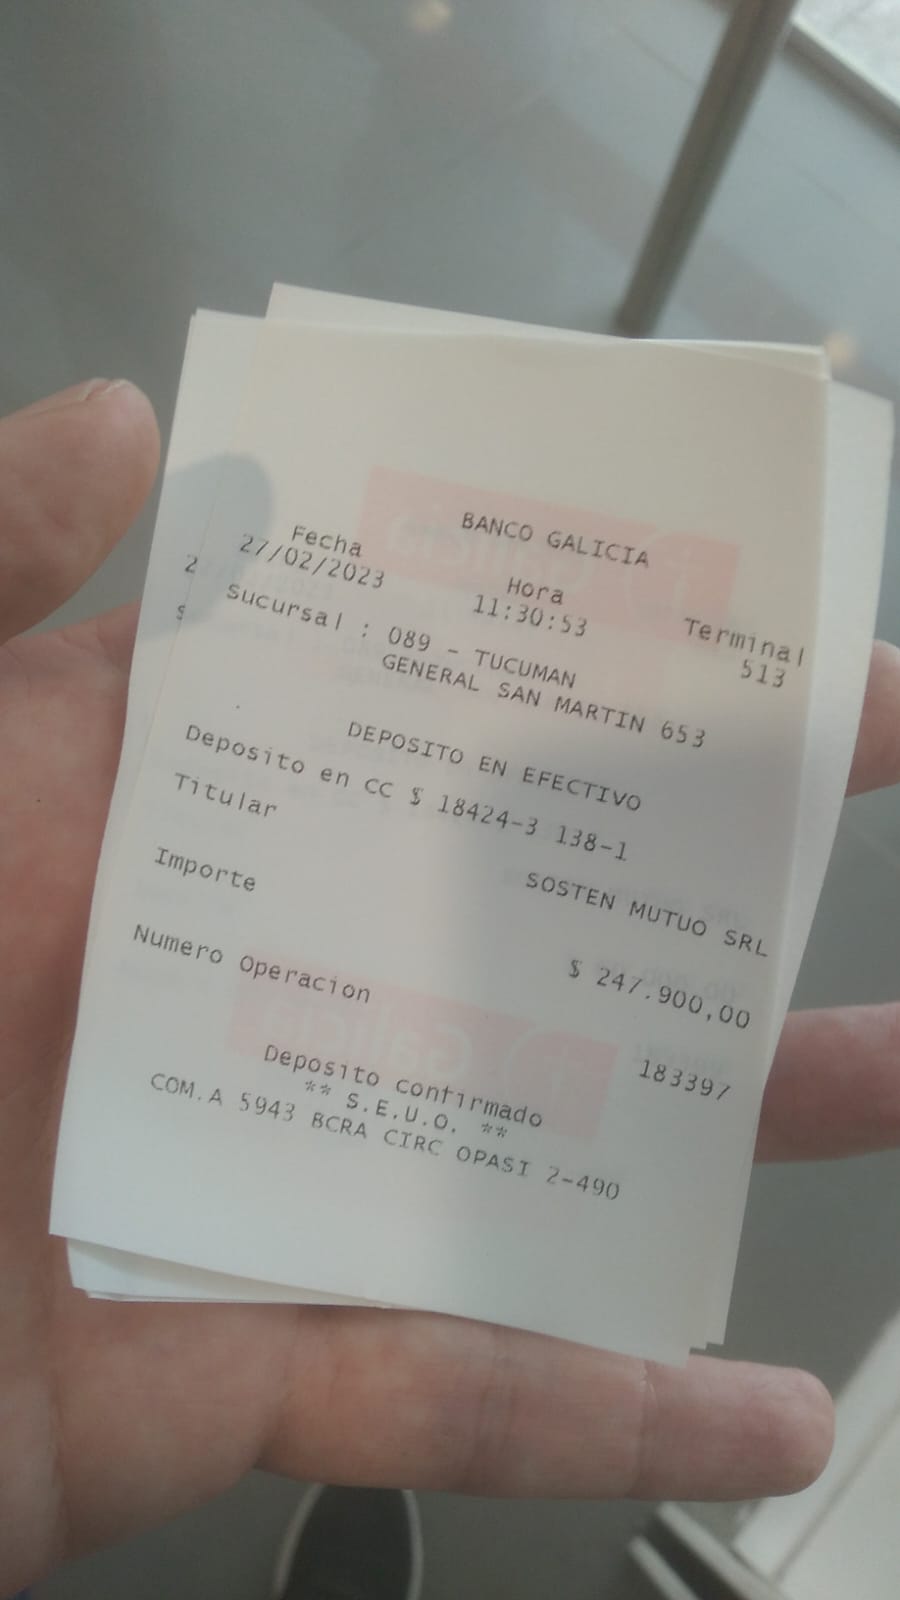 BANCO GALICIA
Fecha Hora Terminal
27/02/2023 11:30:53 513
Sucursal : 089 - TUCUMAN
GENERAL SAN MARTIN 653
DEPOSITO EN EFECTIVO
Deposito en CC $ 18424-3 138-1
Titular SOSTEN MUTUO SRL
Importe $ 247.900,00
Numero Operacion 183397
Deposito confirmado
** S.E.U.O. **
COM.A 5943 BCRA CIRC OPASI 2-490
Galicia
Galicia